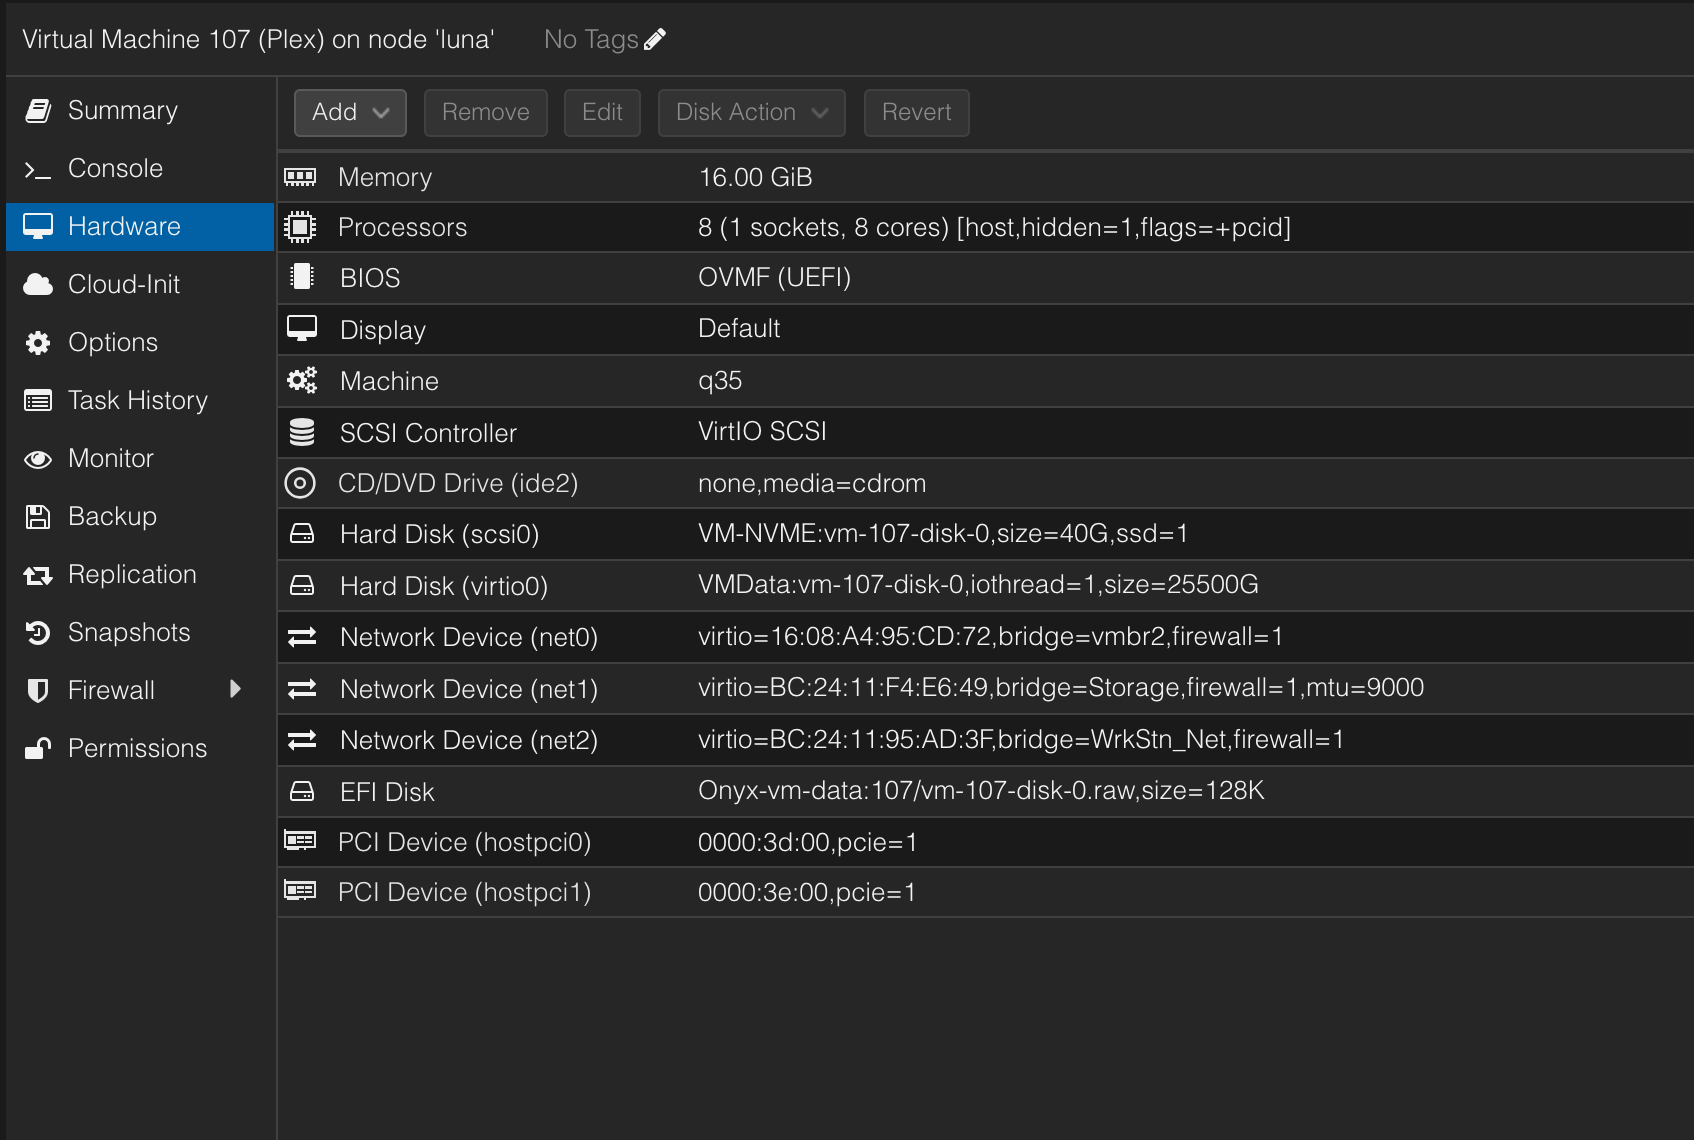 Virtual Machine 107 (Plex) on node 'luna' No Tags
Summary
Console
Hardware
Cloud-Init
Options
Task History
Monitor
Backup
Replication
Snapshots
Firewall
Permissions
Add Remove Edit Disk Action Revert
Memory 16.00 GiB
Processors 8 (1 sockets, 8 cores) [host,hidden=1,flags=+pcid]
BIOS OVMF (UEFI)
Display Default
Machine q35
SCSI Controller VirtIO SCSI
CD/DVD Drive (ide2) none,media=cdrom
Hard Disk (scsi0) VM-NVME:vm-107-disk-0,size=40G,ssd=1
Hard Disk (virtio0) VMData:vm-107-disk-0,iothread=1,size=25500G
Network Device (net0) virtio=16:08:A4:95:CD:72,bridge=vmbr2,firewall=1
Network Device (net1) virtio=BC:24:11:F4:E6:49,bridge=Storage,firewall=1,mtu=9000
Network Device (net2) virtio=BC:24:11:95:AD:3F,bridge=WrkStn_Net,firewall=1
EFI Disk Onyx-vm-data:107/vm-107-disk-0.raw,size=128K
PCI Device (hostpci0) 0000:3d:00,pcie=1
PCI Device (hostpci1) 0000:3e:00,pcie=1